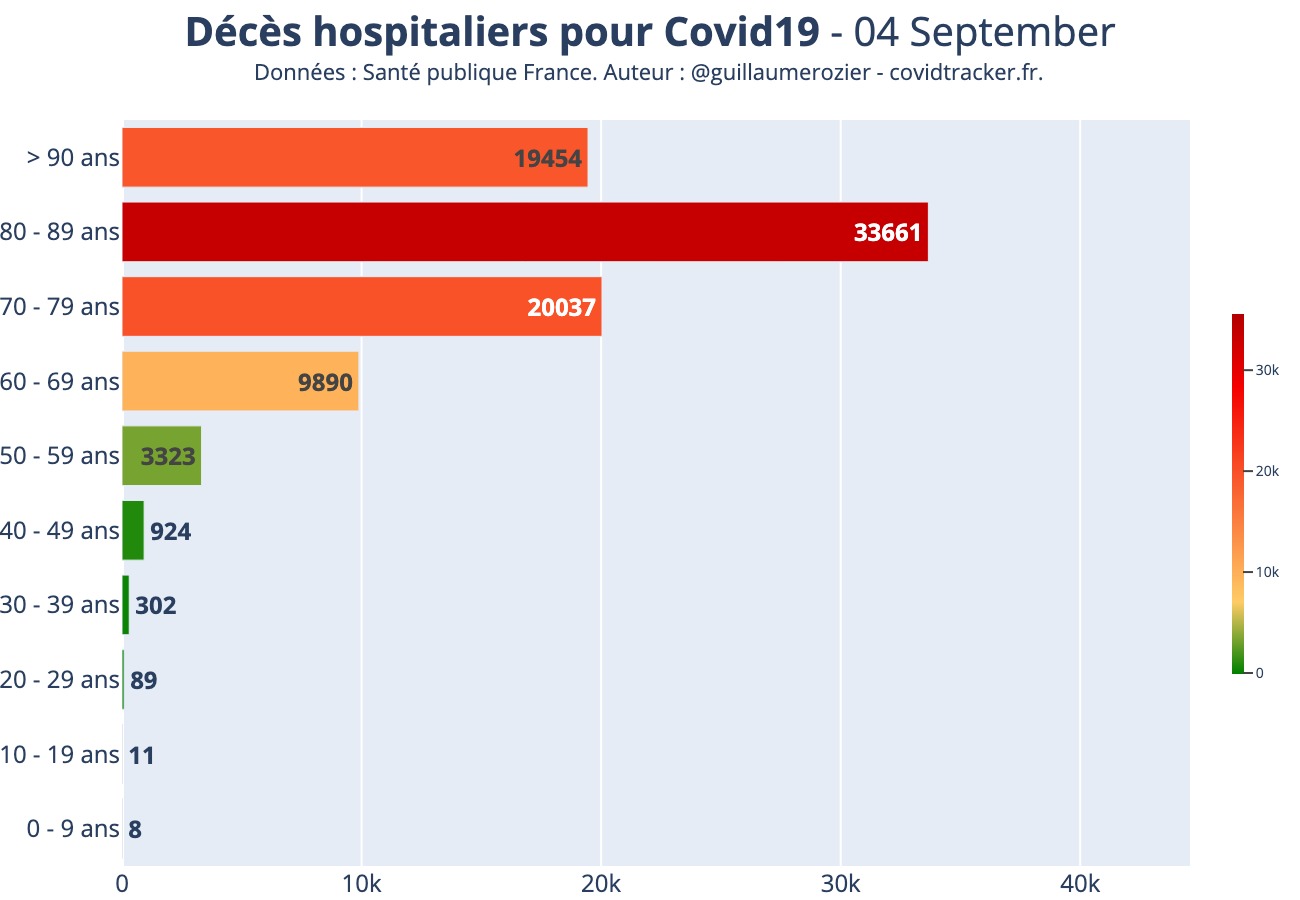 Décès hospitaliers pour Covid19 - 04 September
Données : Santé publique France. Auteur : @guillaumerozier - covidtracker.fr.
> 90 ans 19454
80 - 89 ans 33661
70 - 79 ans 20037
60 - 69 ans 9890
50 - 59 ans 3323
40 - 49 ans 924
30 - 39 ans 302
20 - 29 ans 89
10 - 19 ans 11
0 - 9 ans 8
0 10k 20k 30k 40k
30k
20k
10k
0